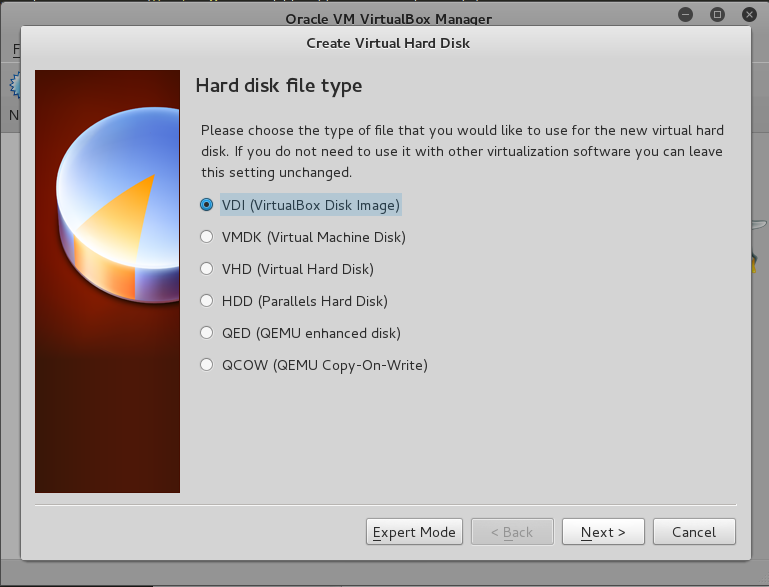 Oracle VM VirtualBox Manager
Create Virtual Hard Disk
F
N
Hard disk file type
Please choose the type of file that you would like to use for the new virtual hard
disk. If you do not need to use it with other virtualization software you can leave
this setting unchanged.
VDI (VirtualBox Disk Image)
VMDK (Virtual Machine Disk)
VHD (Virtual Hard Disk)
HDD (Parallels Hard Disk)
QED (QEMU enhanced disk)
QCOW (QEMU Copy-On-Write)
Expert Mode
< Back
Next >
Cancel